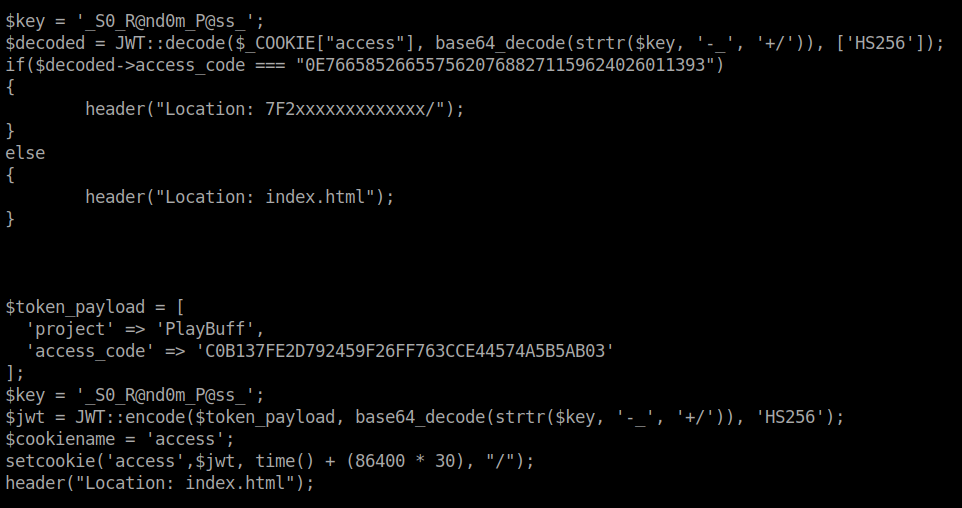 $key = '_S0_R@nd0m_P@ss_';
$decoded = JWT::decode($_COOKIE["access"], base64_decode(strtr($key, '-_', '+/')), ['HS256']);
if($decoded->access_code === "0E76658526655756207688271159624026011393")
{
        header("Location: 7F2xxxxxxxxxxxxx/");
}
else
{
        header("Location: index.html");
}
$token_payload = [
  'project' => 'PlayBuff',
  'access_code' => 'C0B137FE2D792459F26FF763CCE44574A5B5AB03'
];
$key = '_S0_R@nd0m_P@ss_';
$jwt = JWT::encode($token_payload, base64_decode(strtr($key, '-_', '+/')), 'HS256');
$cookiename = 'access';
setcookie('access',$jwt, time() + (86400 * 30), "/");
header("Location: index.html");